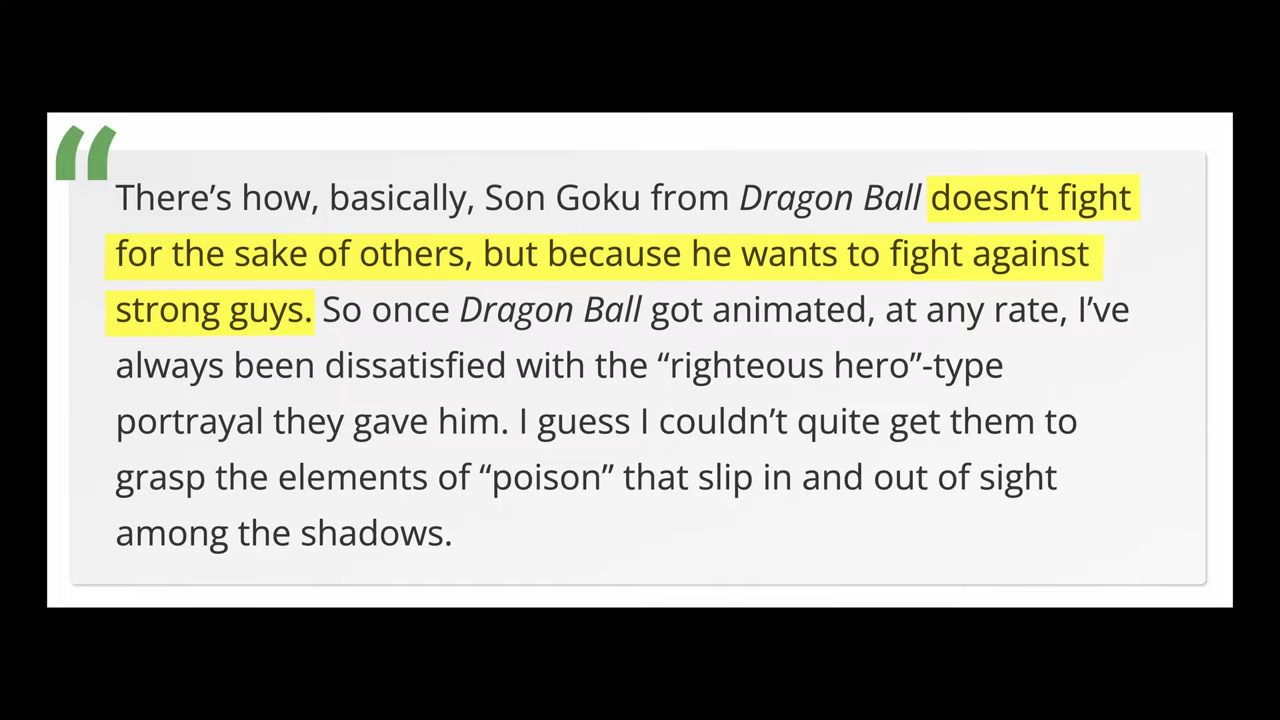 “
There’s how, basically, Son Goku from Dragon Ball doesn’t fight
for the sake of others, but because he wants to fight against
strong guys. So once Dragon Ball got animated, at any rate, I’ve
always been dissatisfied with the “righteous hero”-type
portrayal they gave him. I guess I couldn’t quite get them to
grasp the elements of “poison” that slip in and out of sight
among the shadows.